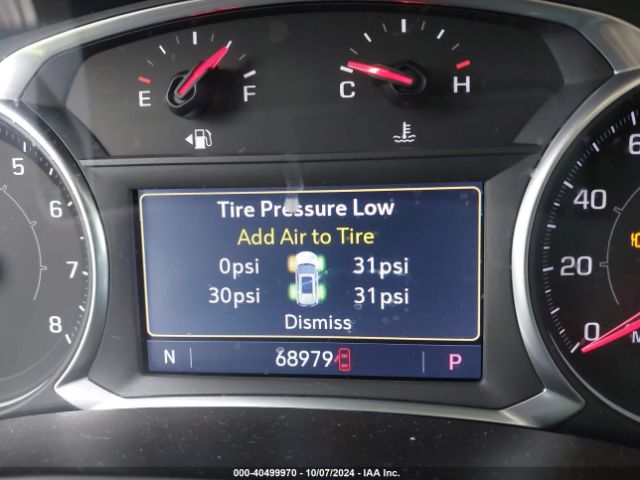 E F
C H
5
6
7
8
60
40
20
0
Tire Pressure Low
Add Air to Tire
0psi 31psi
30psi 31psi
Dismiss
N 68979 P
000-40499970 - 10/07/2024 - IAA Inc.